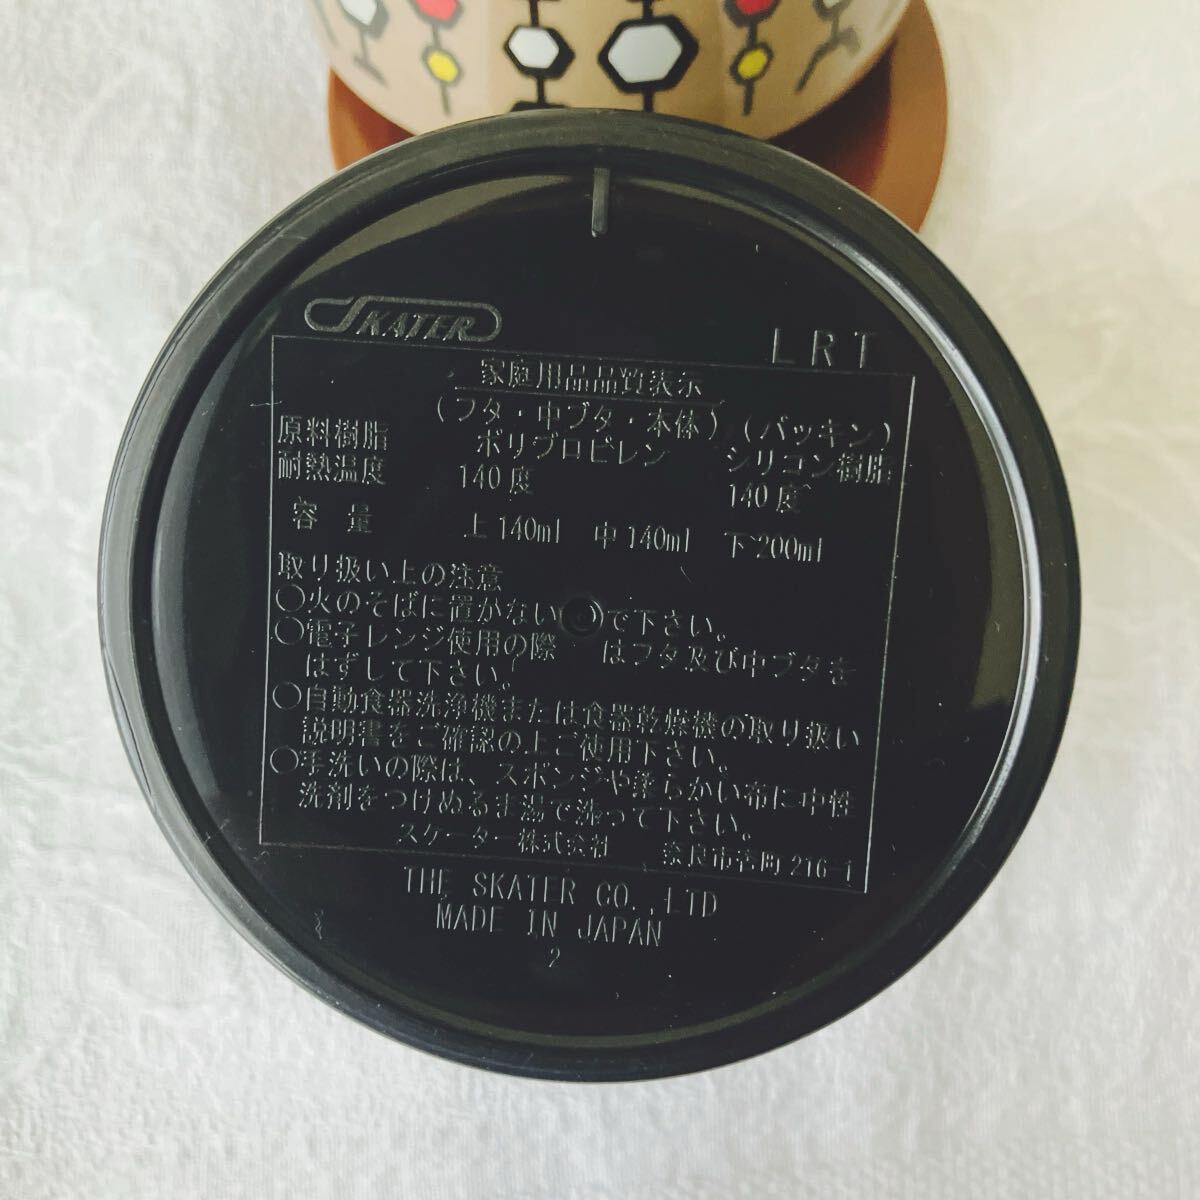 SKATER
LRT
家庭用品品質表示
(フタ・中ブタ・本体) (パッキン)
原料樹脂 ポリプロピレン シリコン樹脂
耐熱温度 140度 140度
容量 上140ml 中140ml 下200ml
取り扱い上の注意
○火のそばに置かないで下さい。
○電子レンジ使用の際はフタ及び中ブタを
はずして下さい。
○自動食器洗浄機または食器乾燥機の取り扱い
説明書をご確認の上ご使用下さい。
○手洗いの際は、スポンジや柔らかい布に中性
洗剤をつけぬるま湯で洗って下さい。
スケーター株式会社 奈良市杏町216-1
THE SKATER CO.,LTD
MADE IN JAPAN
2